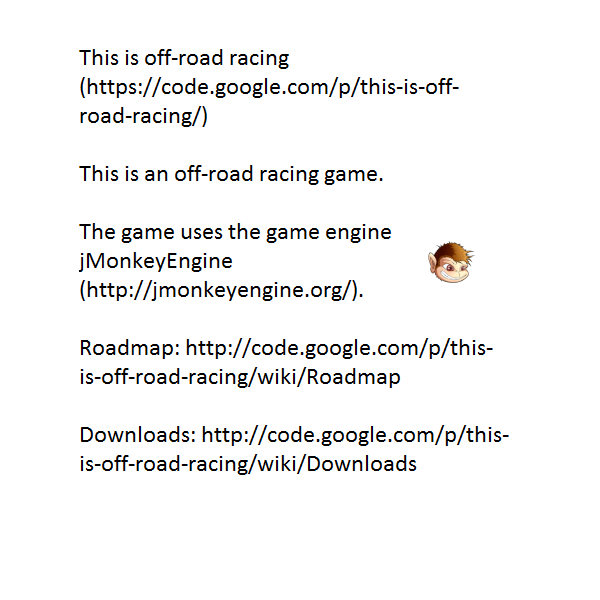 This is off-road racing
(https://code.google.com/p/this-is-off-
road-racing/)
This is an off-road racing game.
The game uses the game engine
jMonkeyEngine
(http://jmonkeyengine.org/).
Roadmap: http://code.google.com/p/this-
is-off-road-racing/wiki/Roadmap
Downloads: http://code.google.com/p/this-
is-off-road-racing/wiki/Downloads